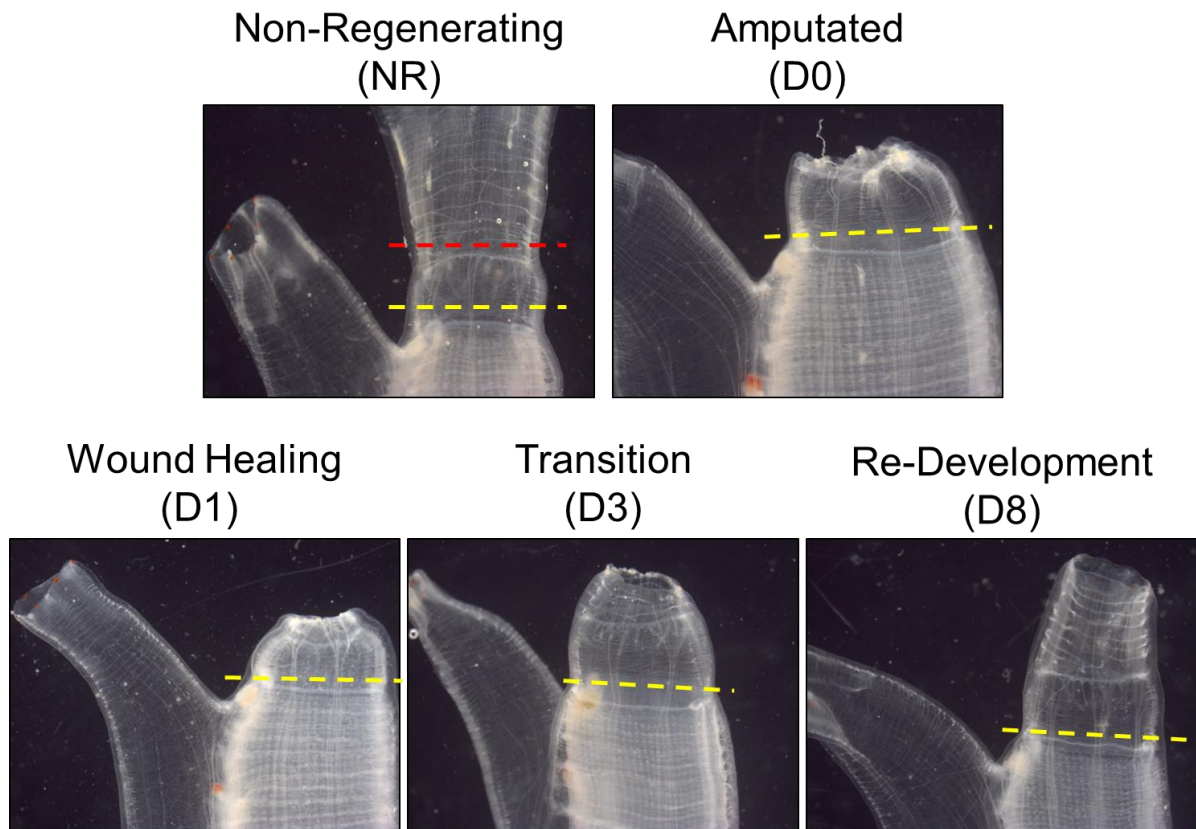 Non-Regenerating
(NR)
Amputated
(D0)
Wound Healing
(D1)
Transition
(D3)
Re-Development
(D8)